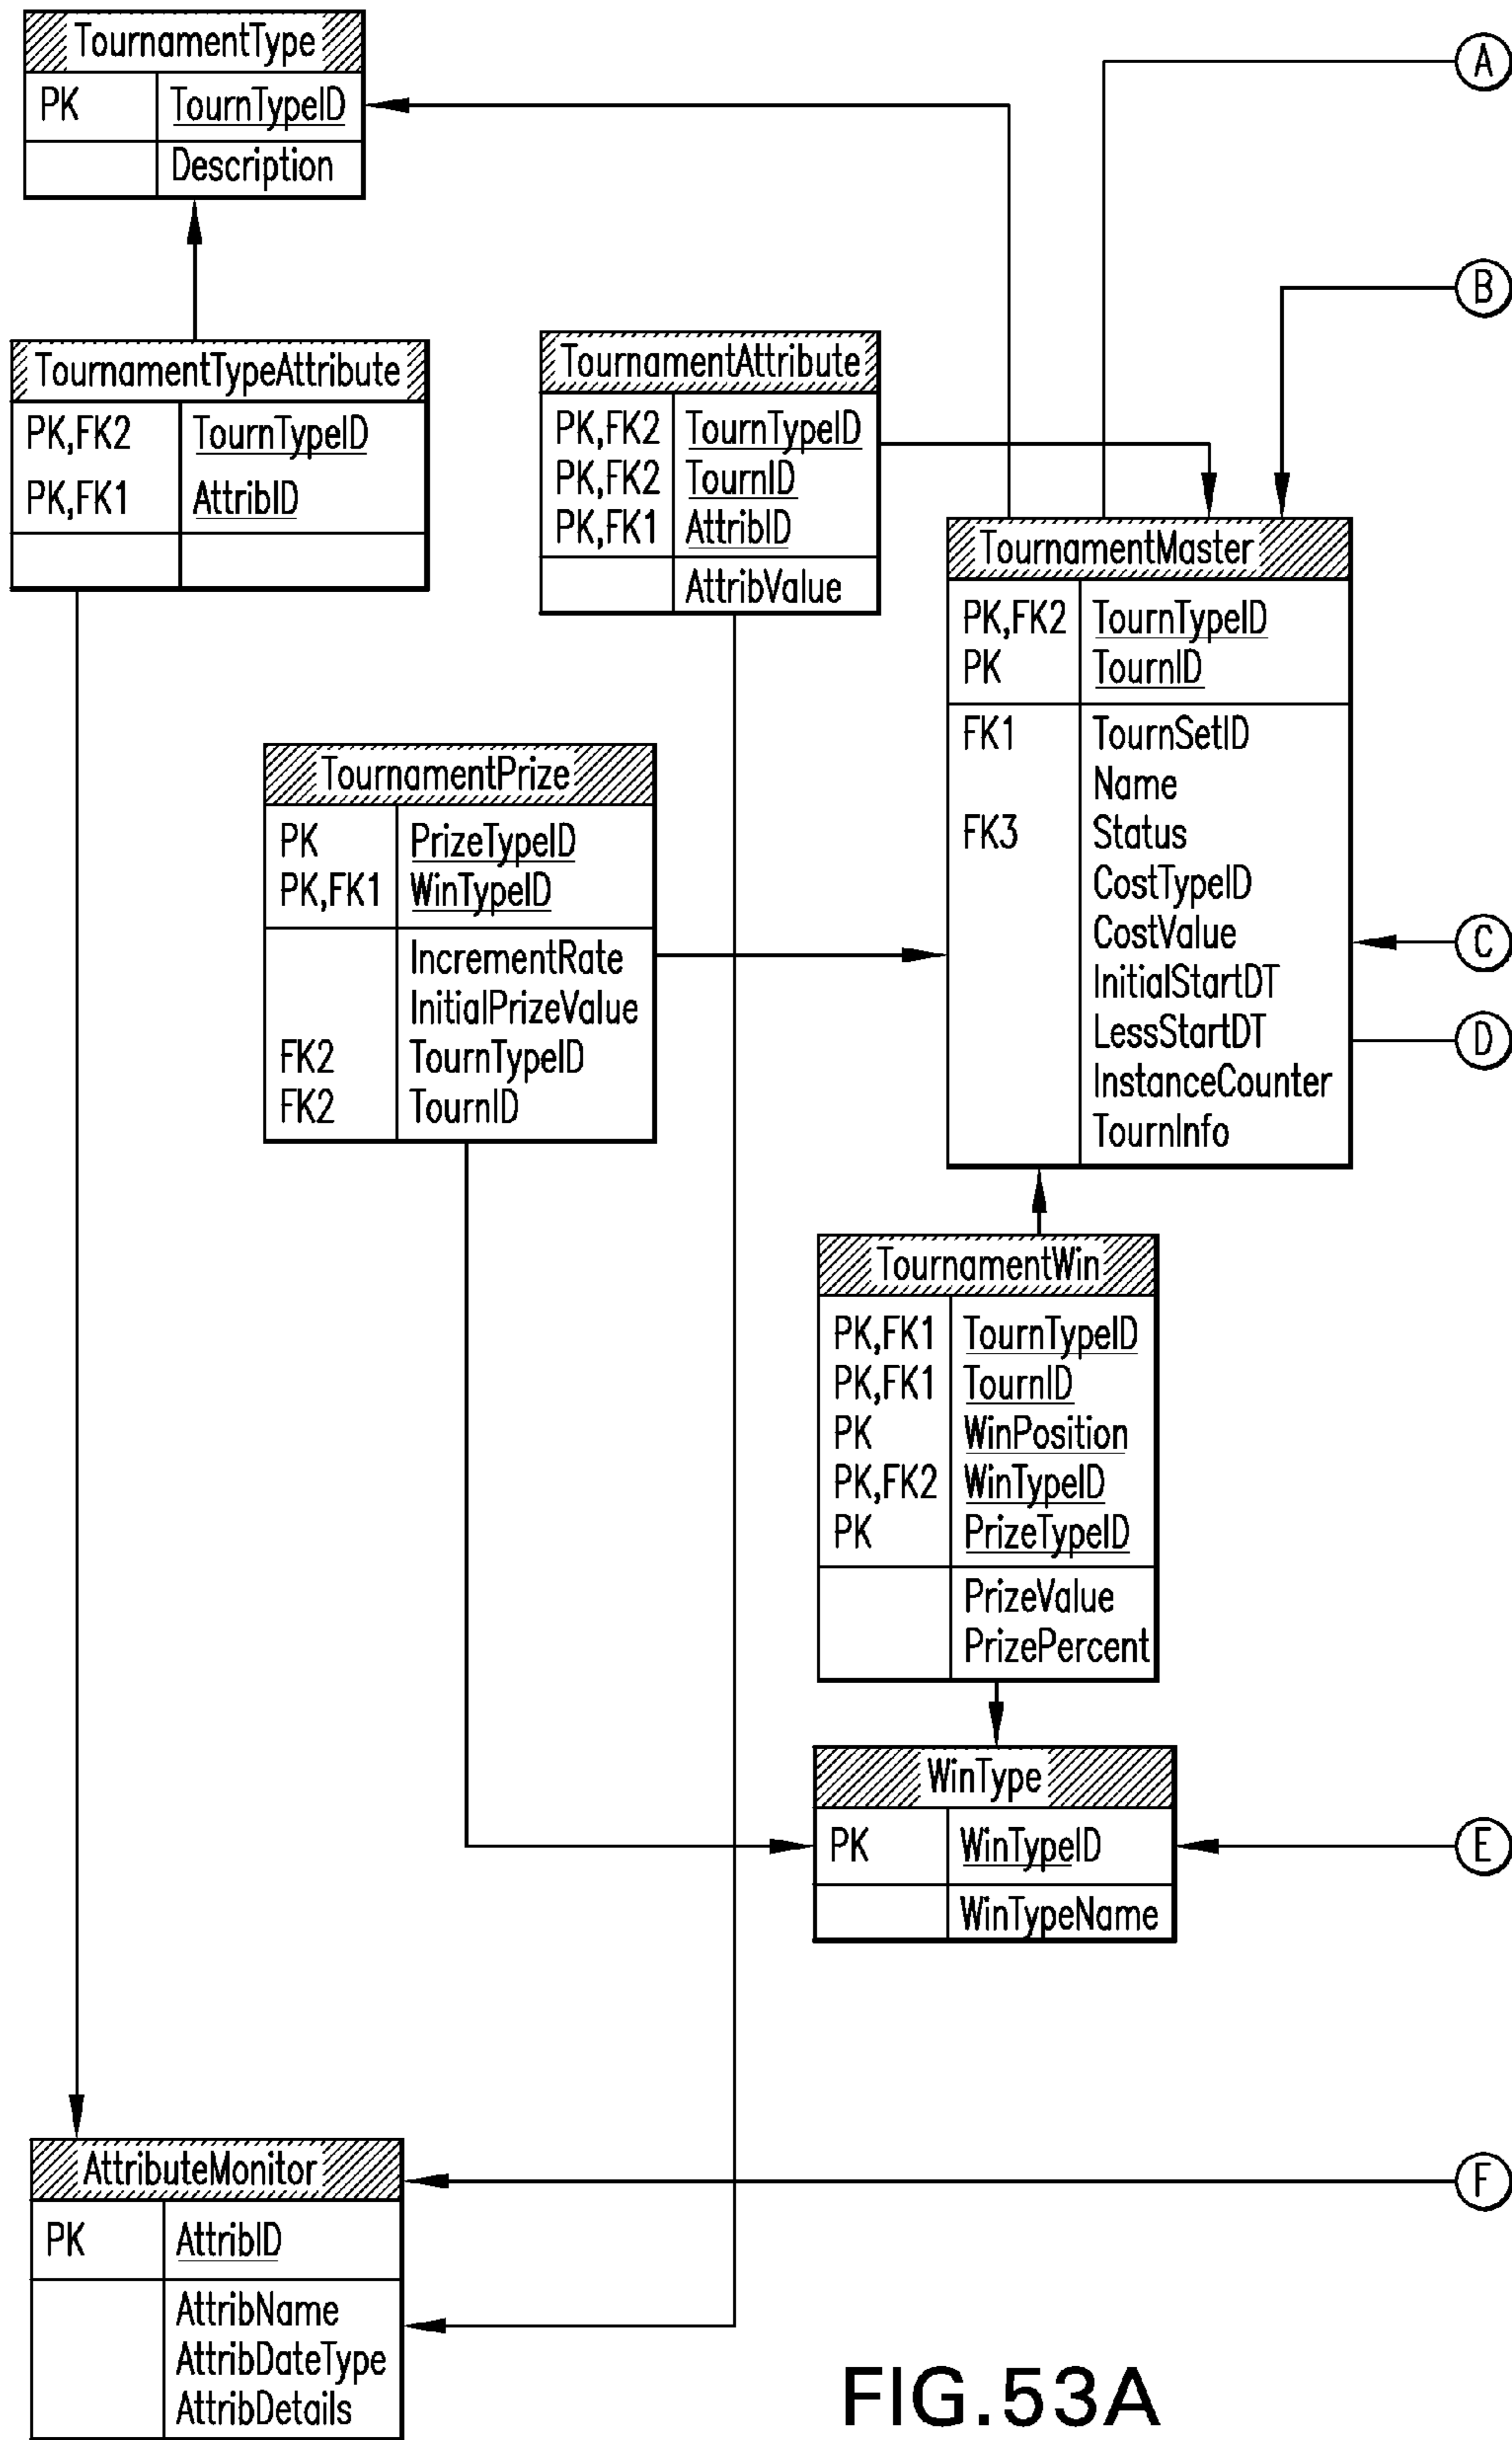 TournamentType
PK TournTypeID
Description
A
B
TournamentTypeAttribute
PK,FK2 TournTypeID
PK,FK1 AttribID
TournamentAttribute
PK,FK2 TournTypeID
PK,FK2 TournID
PK,FK1 AttribID
AttribValue
TournamentMaster
PK,FK2 TournTypeID
PK TournID
FK1 TournSetID
Name
FK3 Status
CostTypeID
CostValue
InitialStartDT
LessStartDT
InstanceCounter
TournInfo
C
D
TournamentPrize
PK PrizeTypeID
PK,FK1 WinTypeID
IncrementRate
InitialPrizeValue
FK2 TournTypeID
FK2 TournID
TournamentWin
PK,FK1 TournTypeID
PK,FK1 TournID
PK WinPosition
PK,FK2 WinTypeID
PK PrizeTypeID
PrizeValue
PrizePercent
WinType
PK WinTypeID
WinTypeName
E
AttributeMonitor
PK AttribID
AttribName
AttribDateType
AttribDetails
F
FIG.53A